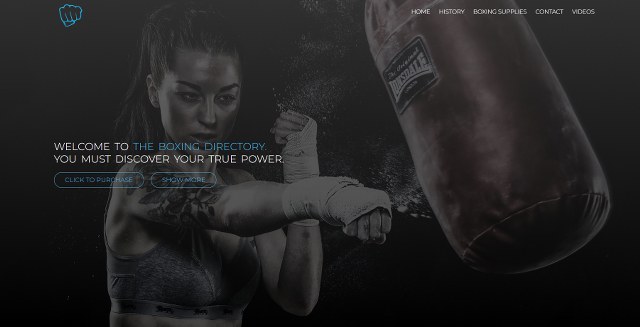 HOME HISTORY BOXING SUPPLIES CONTACT VIDEOS
LONSDALE
WELCOME TO THE BOXING DIRECTORY.
YOU MUST DISCOVER YOUR TRUE POWER.
CLICK TO PURCHASE SHOW MORE